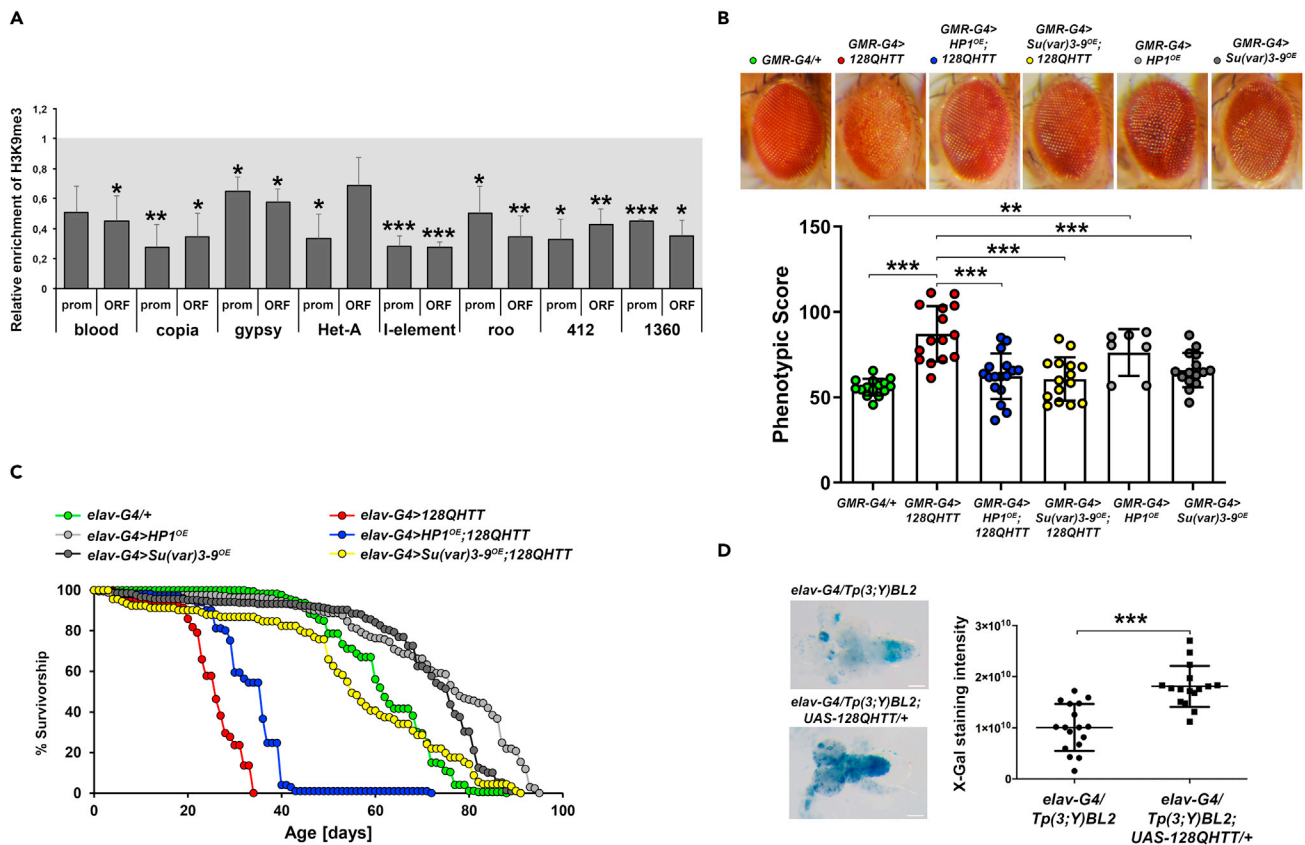 A
Relative enrichment of H3K9me3
1,2
1
0,8
0,6
0,4
0,2
0
* ** * * * * *** *** * ** * ** *** *
prom ORF prom ORF prom ORF prom ORF prom ORF prom ORF prom ORF prom ORF
blood copia gypsy Het-A I-element roo 412 1360
B
GMR-G4/+
GMR-G4>
128QHTT
GMR-G4>
HP1OE;
128QHTT
GMR-G4>
Su(var)3-9OE;
128QHTT
GMR-G4>
HP1OE
GMR-G4>
Su(var)3-9OE
Phenotypic Score
150
100
50
0
**
***
***
*** ***
GMR-G4/+
GMR-G4>
128QHTT
GMR-G4>
HP1OE;
128QHTT
GMR-G4>
Su(var)3-9OE;
128QHTT
GMR-G4>
HP1OE
GMR-G4>
Su(var)3-9OE
C
elav-G4/+
elav-G4>HP1OE
elav-G4>Su(var)3-9OE
elav-G4>128QHTT
elav-G4>HP1OE;128QHTT
elav-G4>Su(var)3-9OE;128QHTT
% Survivorship
100
80
60
40
20
0
0 20 40 60 80 100
Age [days]
D
elav-G4/Tp(3;Y)BL2
elav-G4/Tp(3;Y)BL2;
UAS-128QHTT/+
X-Gal staining intensity
3×10^10
2×10^10
1×10^10
0
***
elav-G4/
Tp(3;Y)BL2
elav-G4/
Tp(3;Y)BL2;
UAS-128QHTT/+